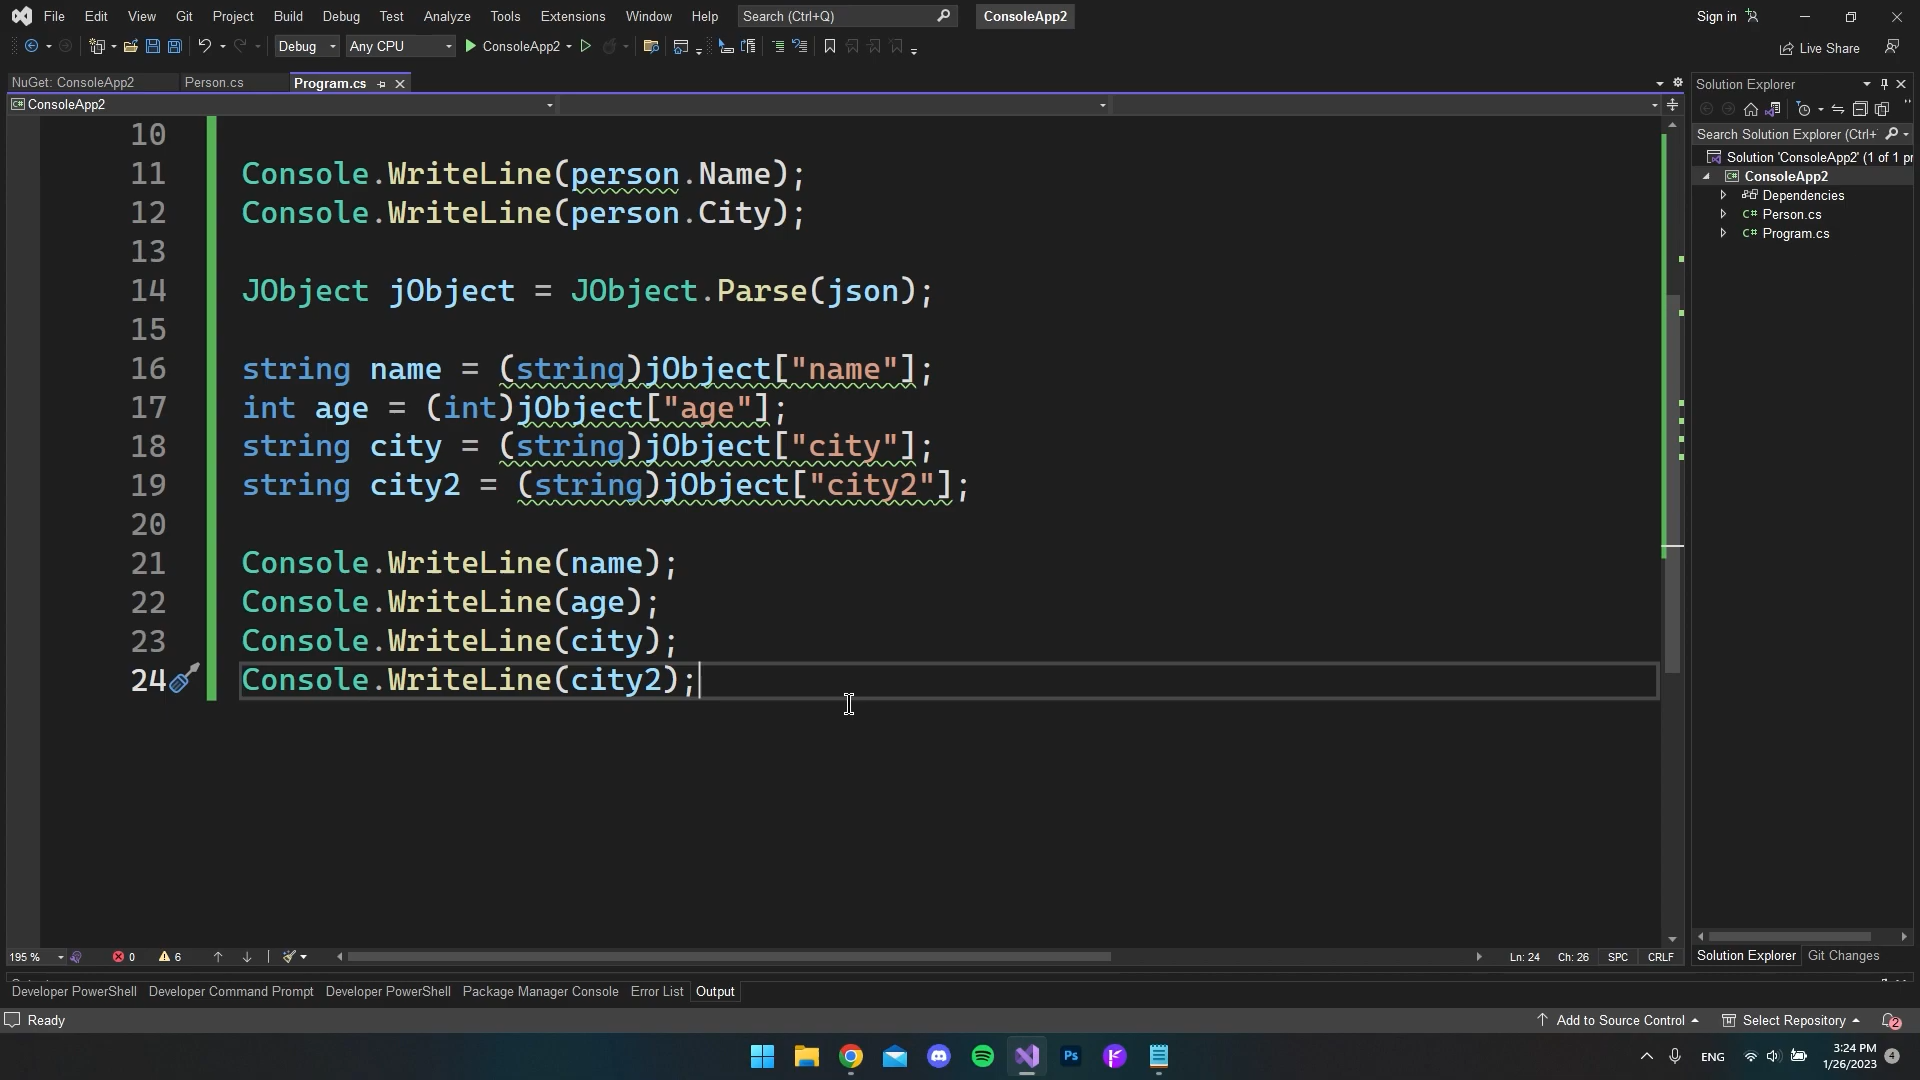 File Edit View Git Project Build Debug Test Analyze Tools Extensions Window Help Search (Ctrl+Q) ConsoleApp2 Sign in
Debug Any CPU ConsoleApp2 Live Share
NuGet: ConsoleApp2 Person.cs Program.cs
ConsoleApp2
10
11 Console.WriteLine(person.Name);
12 Console.WriteLine(person.City);
13
14 JObject jObject = JObject.Parse(json);
15
16 string name = (string)jObject["name"];
17 int age = (int)jObject["age"];
18 string city = (string)jObject["city"];
19 string city2 = (string)jObject["city2"];
20
21 Console.WriteLine(name);
22 Console.WriteLine(age);
23 Console.WriteLine(city);
24 Console.WriteLine(city2);
195 % 0 6 Ln: 24 Ch: 26 SPC CRLF
Solution Explorer
Search Solution Explorer (Ctrl+
Solution 'ConsoleApp2' (1 of 1 pr
C# ConsoleApp2
Dependencies
C# Person.cs
C# Program.cs
Solution Explorer Git Changes
Developer PowerShell Developer Command Prompt Developer PowerShell Package Manager Console Error List Output
Ready Add to Source Control Select Repository 2
Ps ENG 3:24 PM 4
1/26/2023